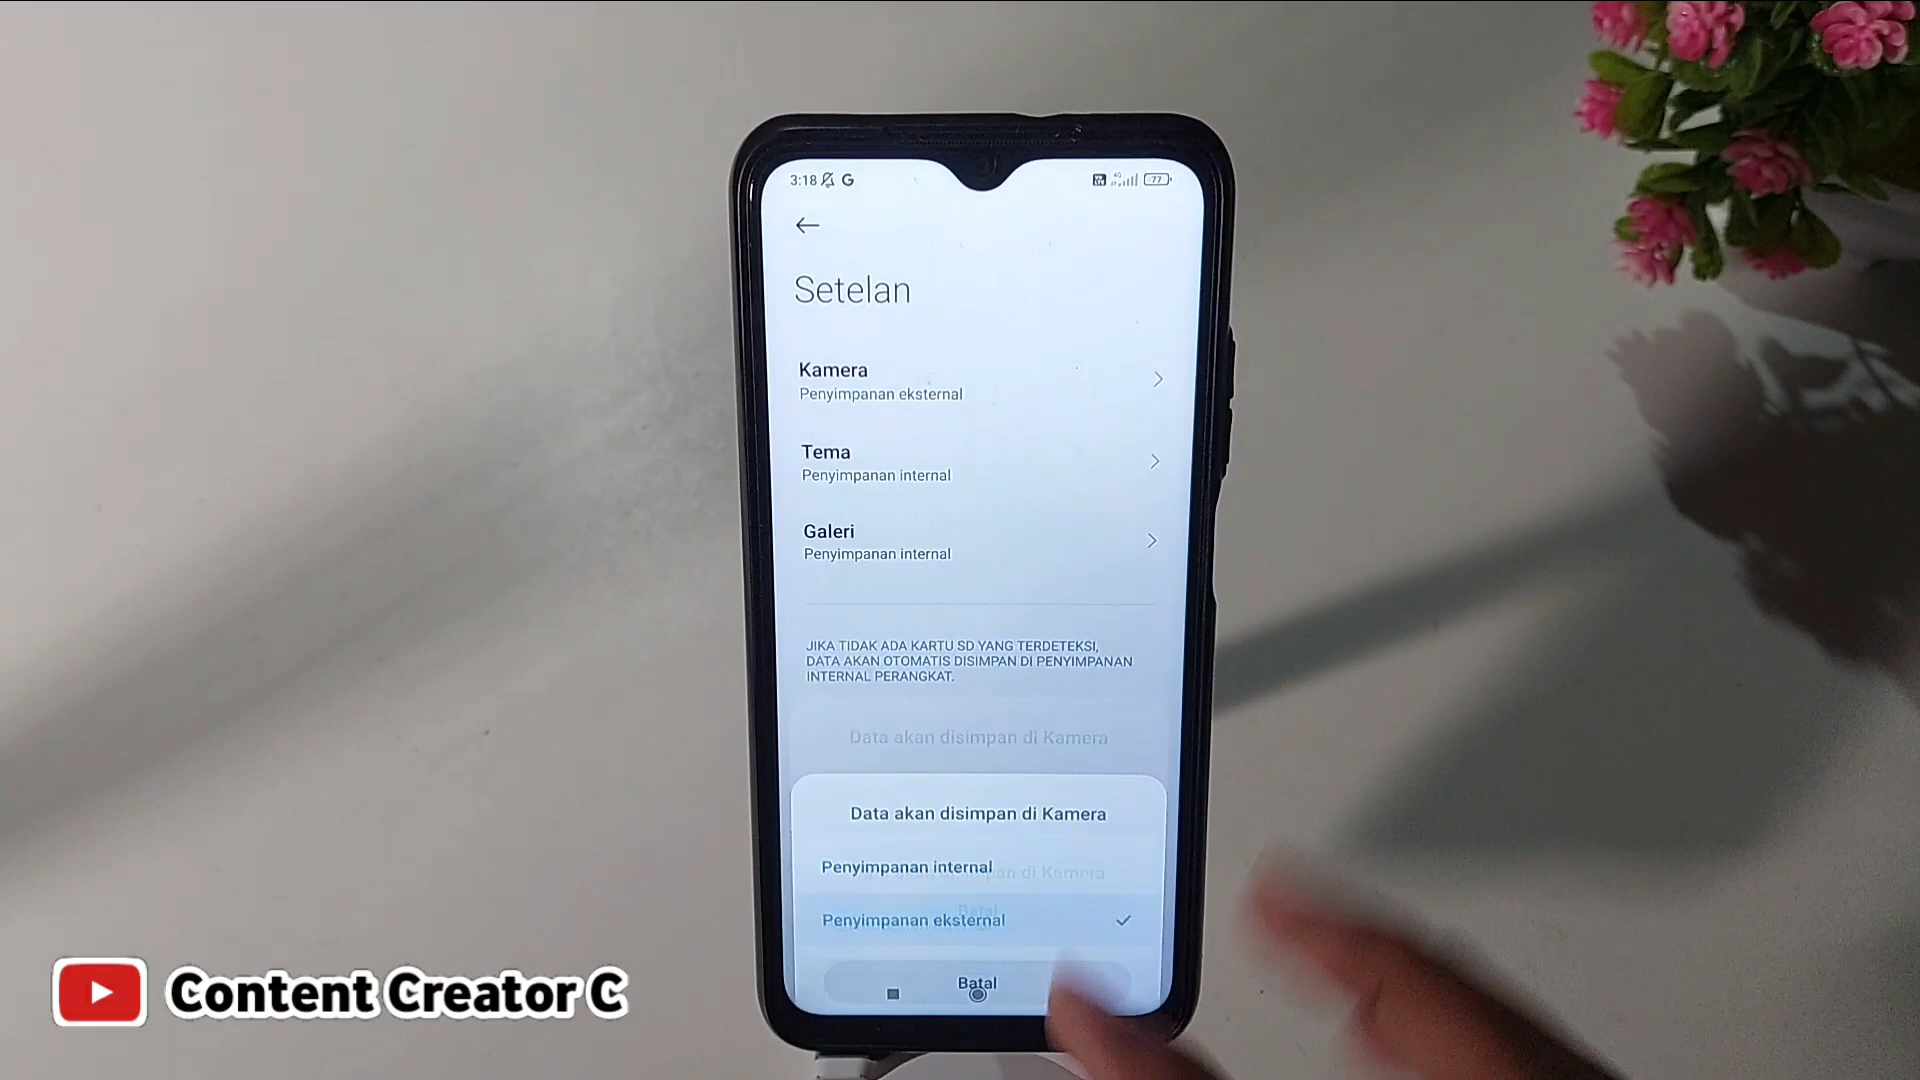 3:18
77
Setelan
Kamera
Penyimpanan eksternal
Tema
Penyimpanan internal
Galeri
Penyimpanan internal
JIKA TIDAK ADA KARTU SD YANG TERDETEKSI,
DATA AKAN OTOMATIS DISIMPAN DI PENYIMPANAN
INTERNAL PERANGKAT.
Data akan disimpan di Kamera
Data akan disimpan di Kamera
Penyimpanan internal
Penyimpanan eksternal
Batal
Content Creator C